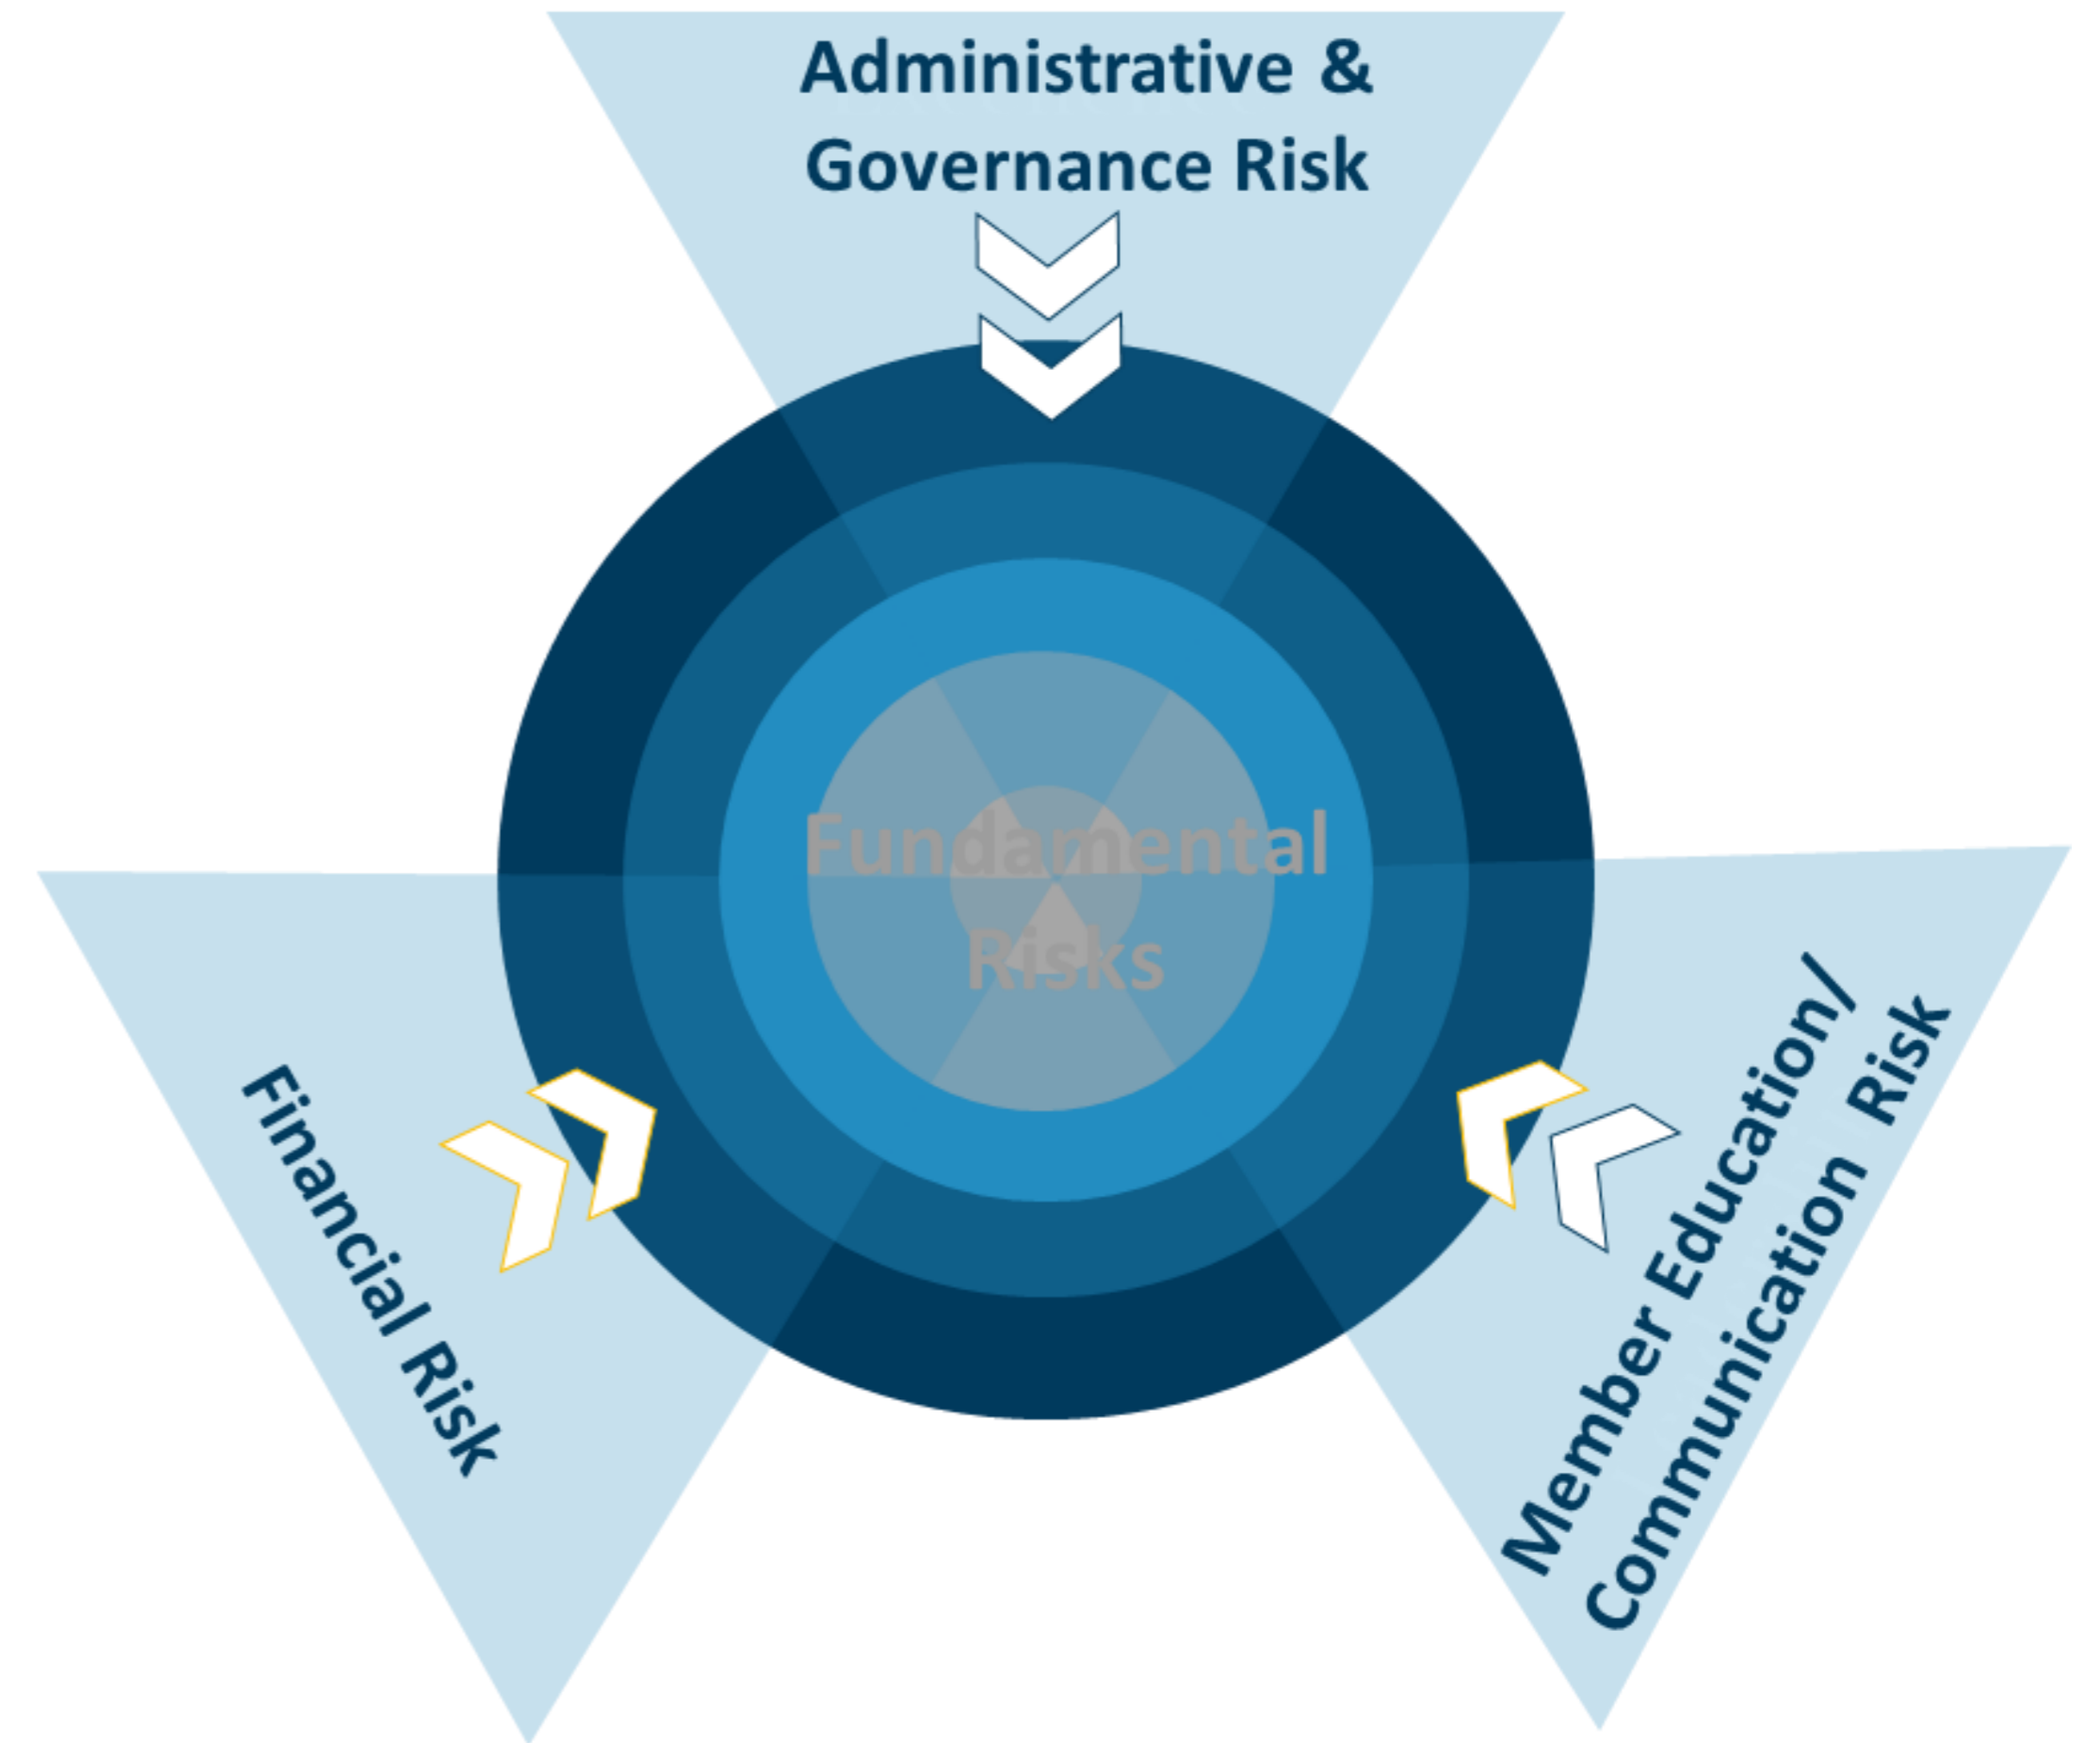 Administrative &
Governance Risk
Fundamental
Risks
Financial Risk
Member Education/
Communication Risk